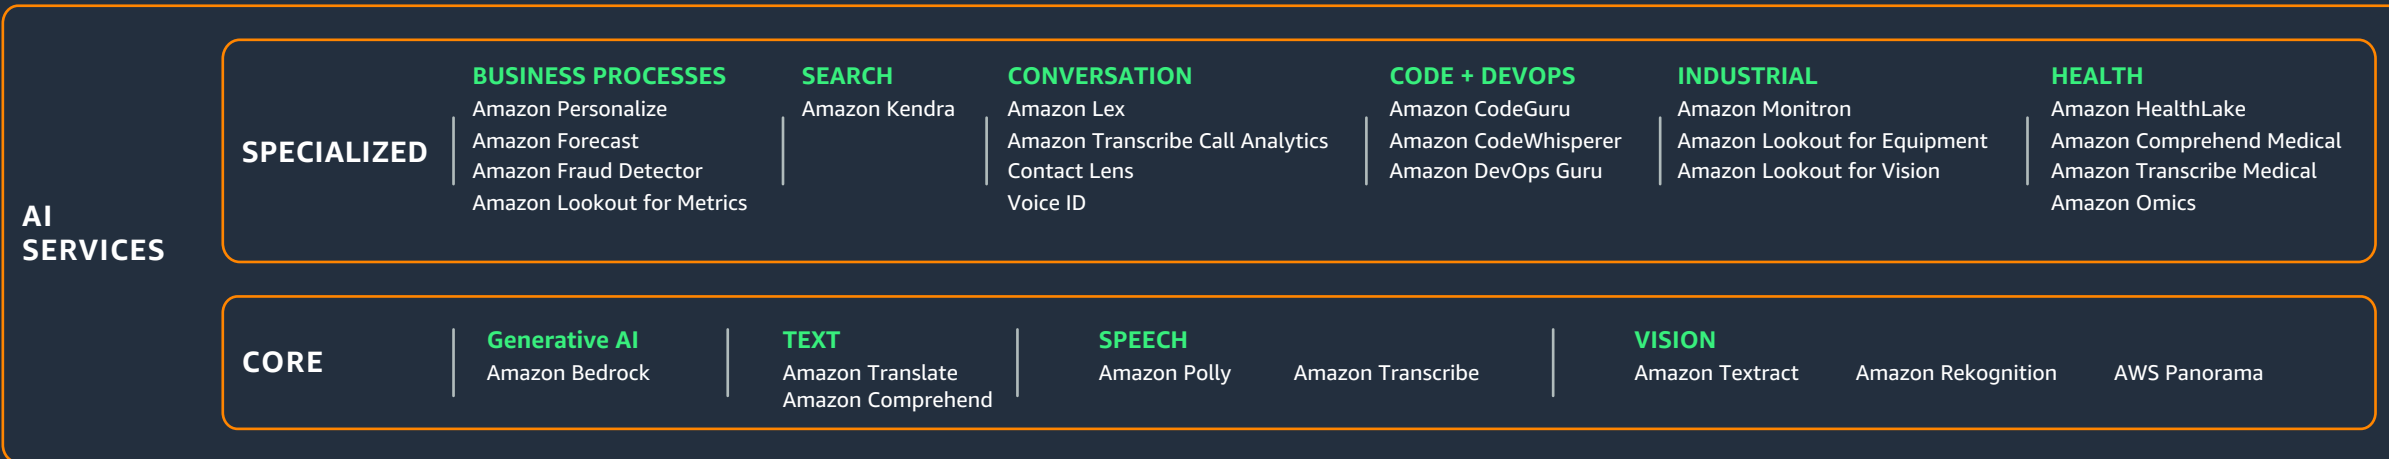 AI
SERVICES
SPECIALIZED
BUSINESS PROCESSES
Amazon Personalize
Amazon Forecast
Amazon Fraud Detector
Amazon Lookout for Metrics
SEARCH
Amazon Kendra
CONVERSATION
Amazon Lex
Amazon Transcribe Call Analytics
Contact Lens
Voice ID
CODE + DEVOPS
Amazon CodeGuru
Amazon CodeWhisperer
Amazon DevOps Guru
INDUSTRIAL
Amazon Monitron
Amazon Lookout for Equipment
Amazon Lookout for Vision
HEALTH
Amazon HealthLake
Amazon Comprehend Medical
Amazon Transcribe Medical
Amazon Omics
CORE
Generative AI
Amazon Bedrock
TEXT
Amazon Translate
Amazon Comprehend
SPEECH
Amazon Polly
Amazon Transcribe
VISION
Amazon Textract
Amazon Rekognition
AWS Panorama